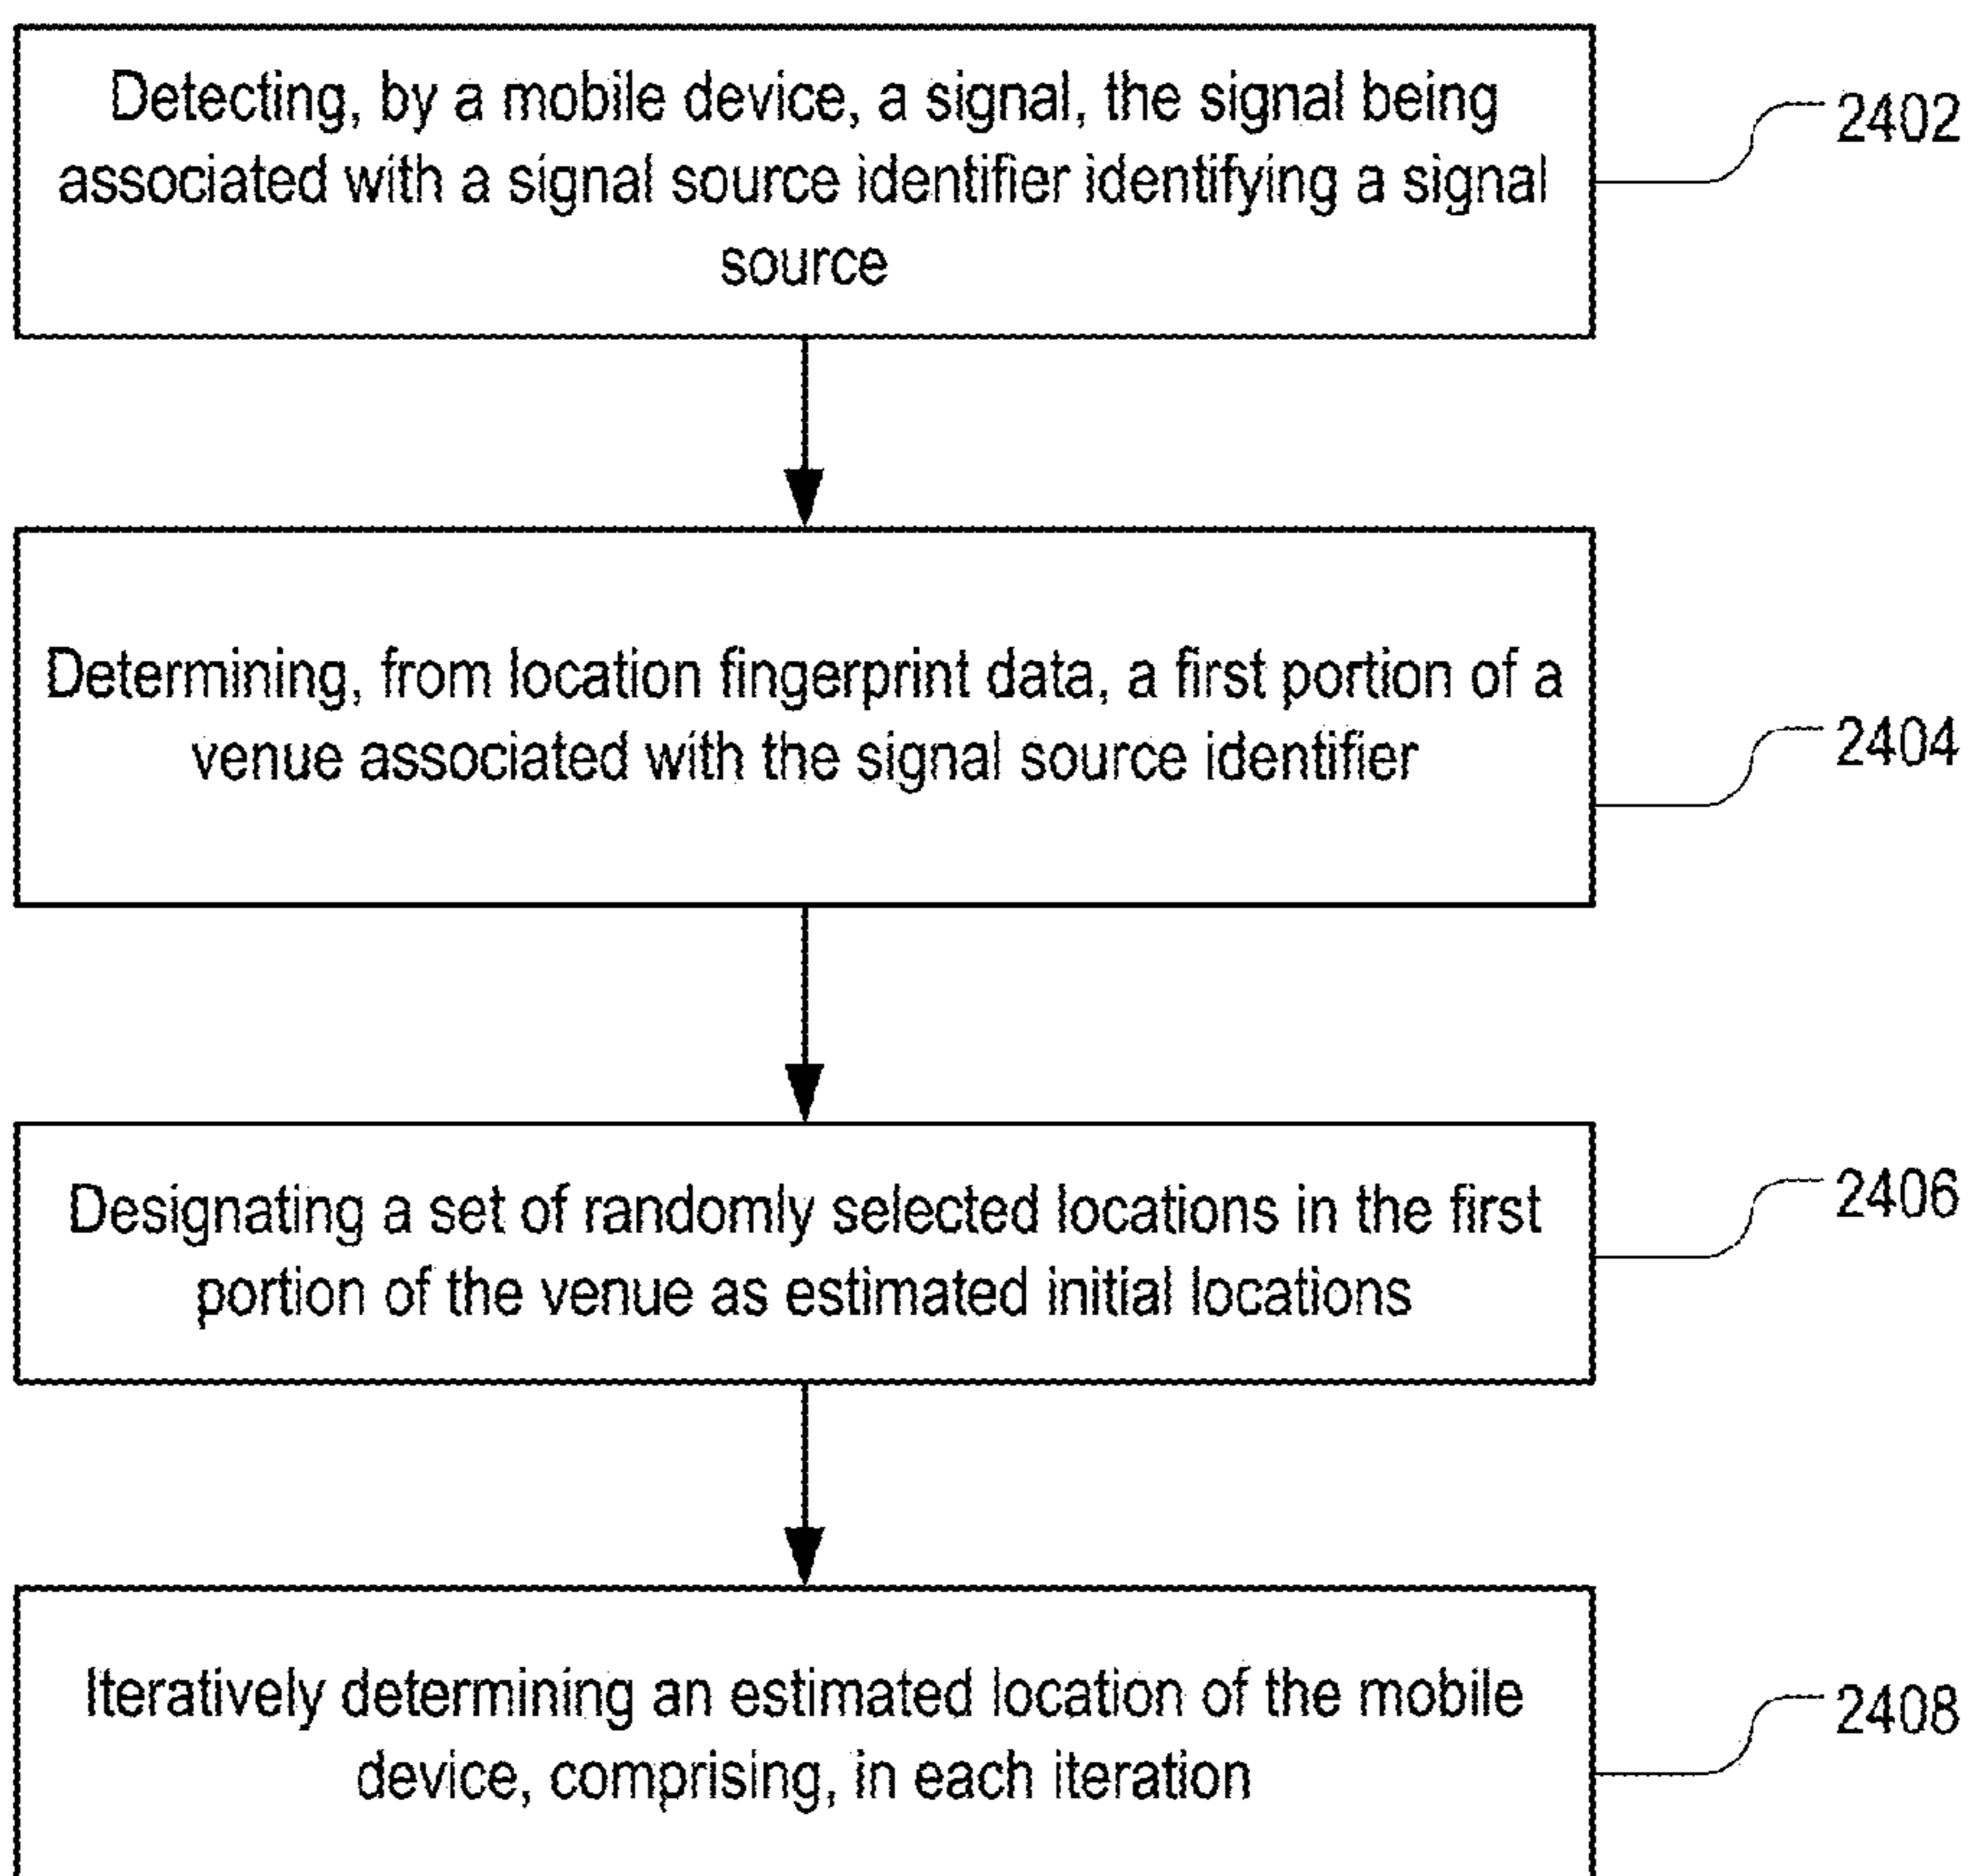 Detecting, by a mobile device, a signal, the signal being
associated with a signal source identifier identifying a signal
source
2402
Determining, from location fingerprint data, a first portion of a
venue associated with the signal source identifier
2404
Designating a set of randomly selected locations in the first
portion of the venue as estimated initial locations
2406
Iteratively determining an estimated location of the mobile
device, comprising, in each iteration
2408